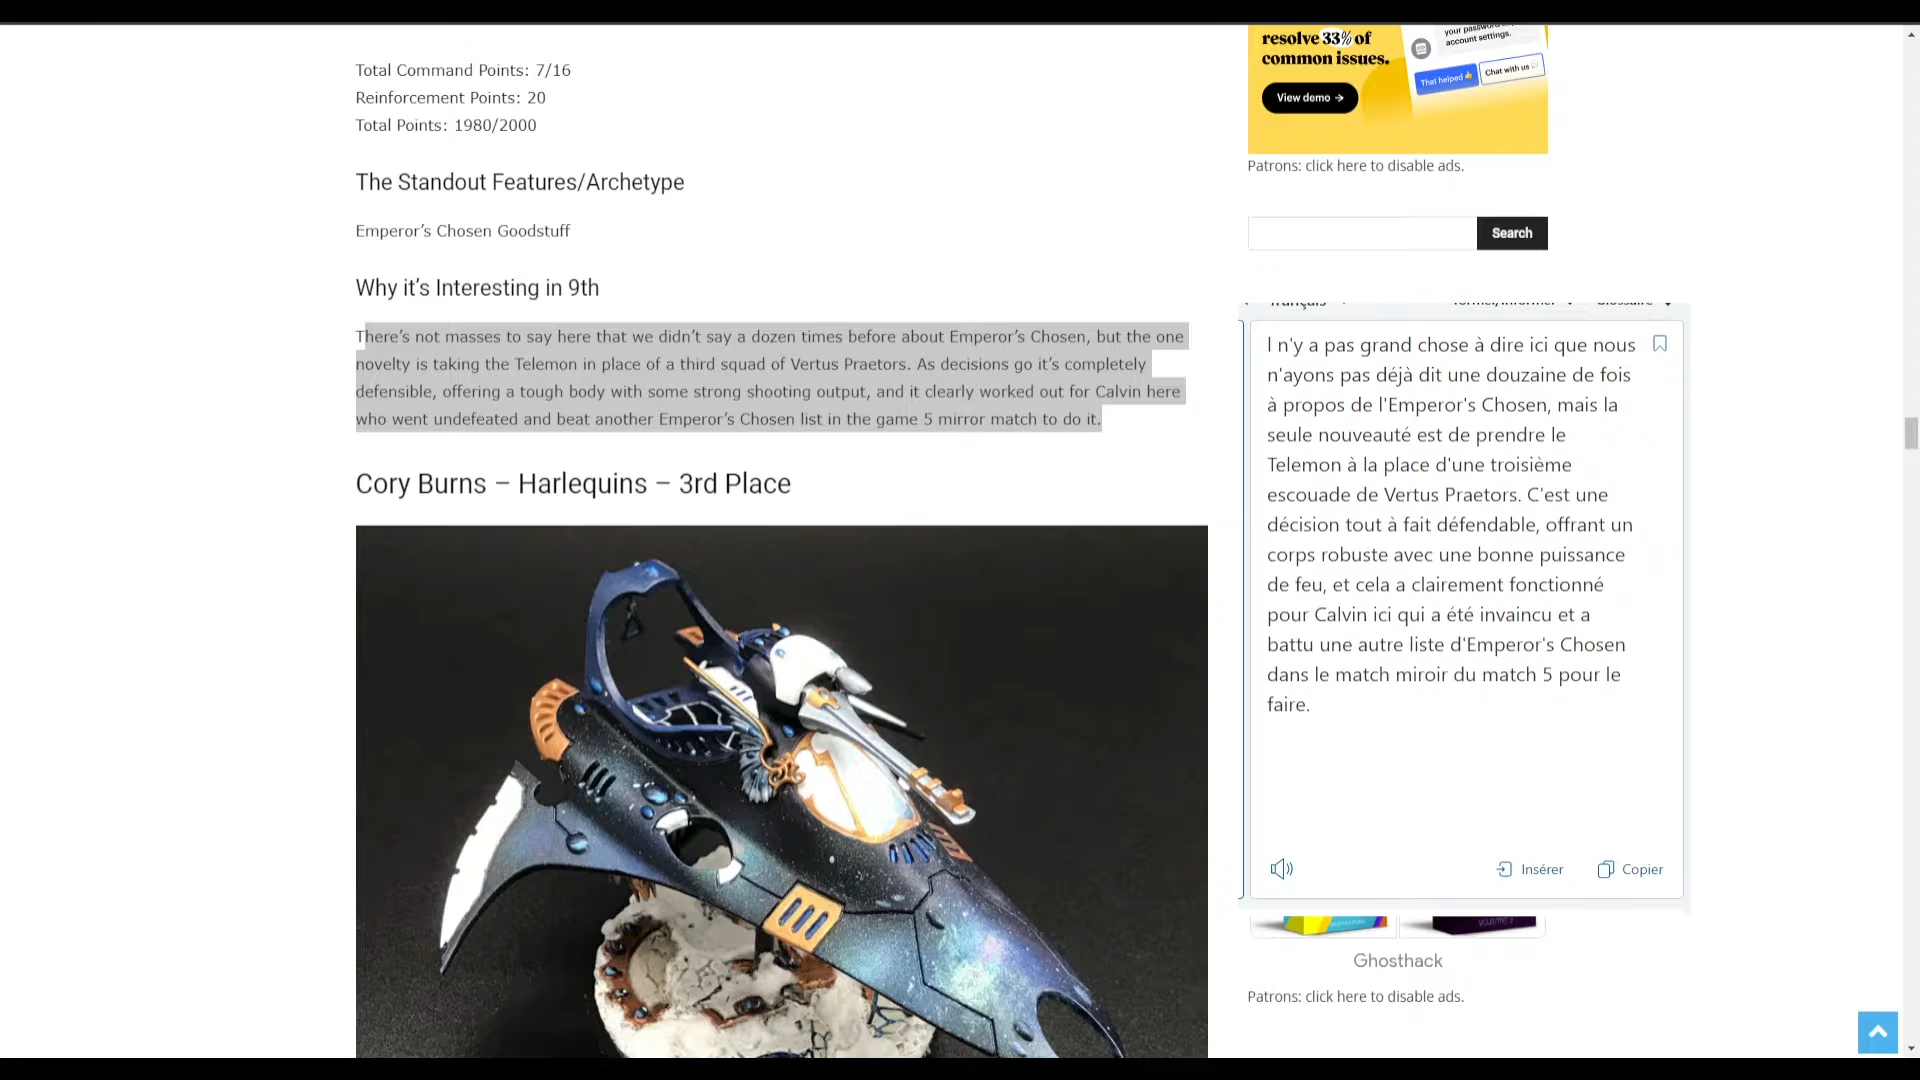 Total Command Points: 7/16
Reinforcement Points: 20
Total Points: 1980/2000
The Standout Features/Archetype
Emperor’s Chosen Goodstuff
Why it’s Interesting in 9th
There’s not masses to say here that we didn’t say a dozen times before about Emperor’s Chosen, but the one
novelty is taking the Telemon in place of a third squad of Vertus Praetors. As decisions go it’s completely
defensible, offering a tough body with some strong shooting output, and it clearly worked out for Calvin here
who went undefeated and beat another Emperor’s Chosen list in the game 5 mirror match to do it.
Cory Burns – Harlequins – 3rd Place
resolve 33% of
common issues.
View demo →
your password
account settings.
That helped 👍
Chat with us
Patrons: click here to disable ads.
Search
français
l n'y a pas grand chose à dire ici que nous
n'ayons pas déjà dit une douzaine de fois
à propos de l'Emperor's Chosen, mais la
seule nouveauté est de prendre le
Telemon à la place d'une troisième
escouade de Vertus Praetors. C'est une
décision tout à fait défendable, offrant un
corps robuste avec une bonne puissance
de feu, et cela a clairement fonctionné
pour Calvin ici qui a été invaincu et a
battu une autre liste d'Emperor's Chosen
dans le match miroir du match 5 pour le
faire.
Insérer
Copier
Ghosthack
Patrons: click here to disable ads.